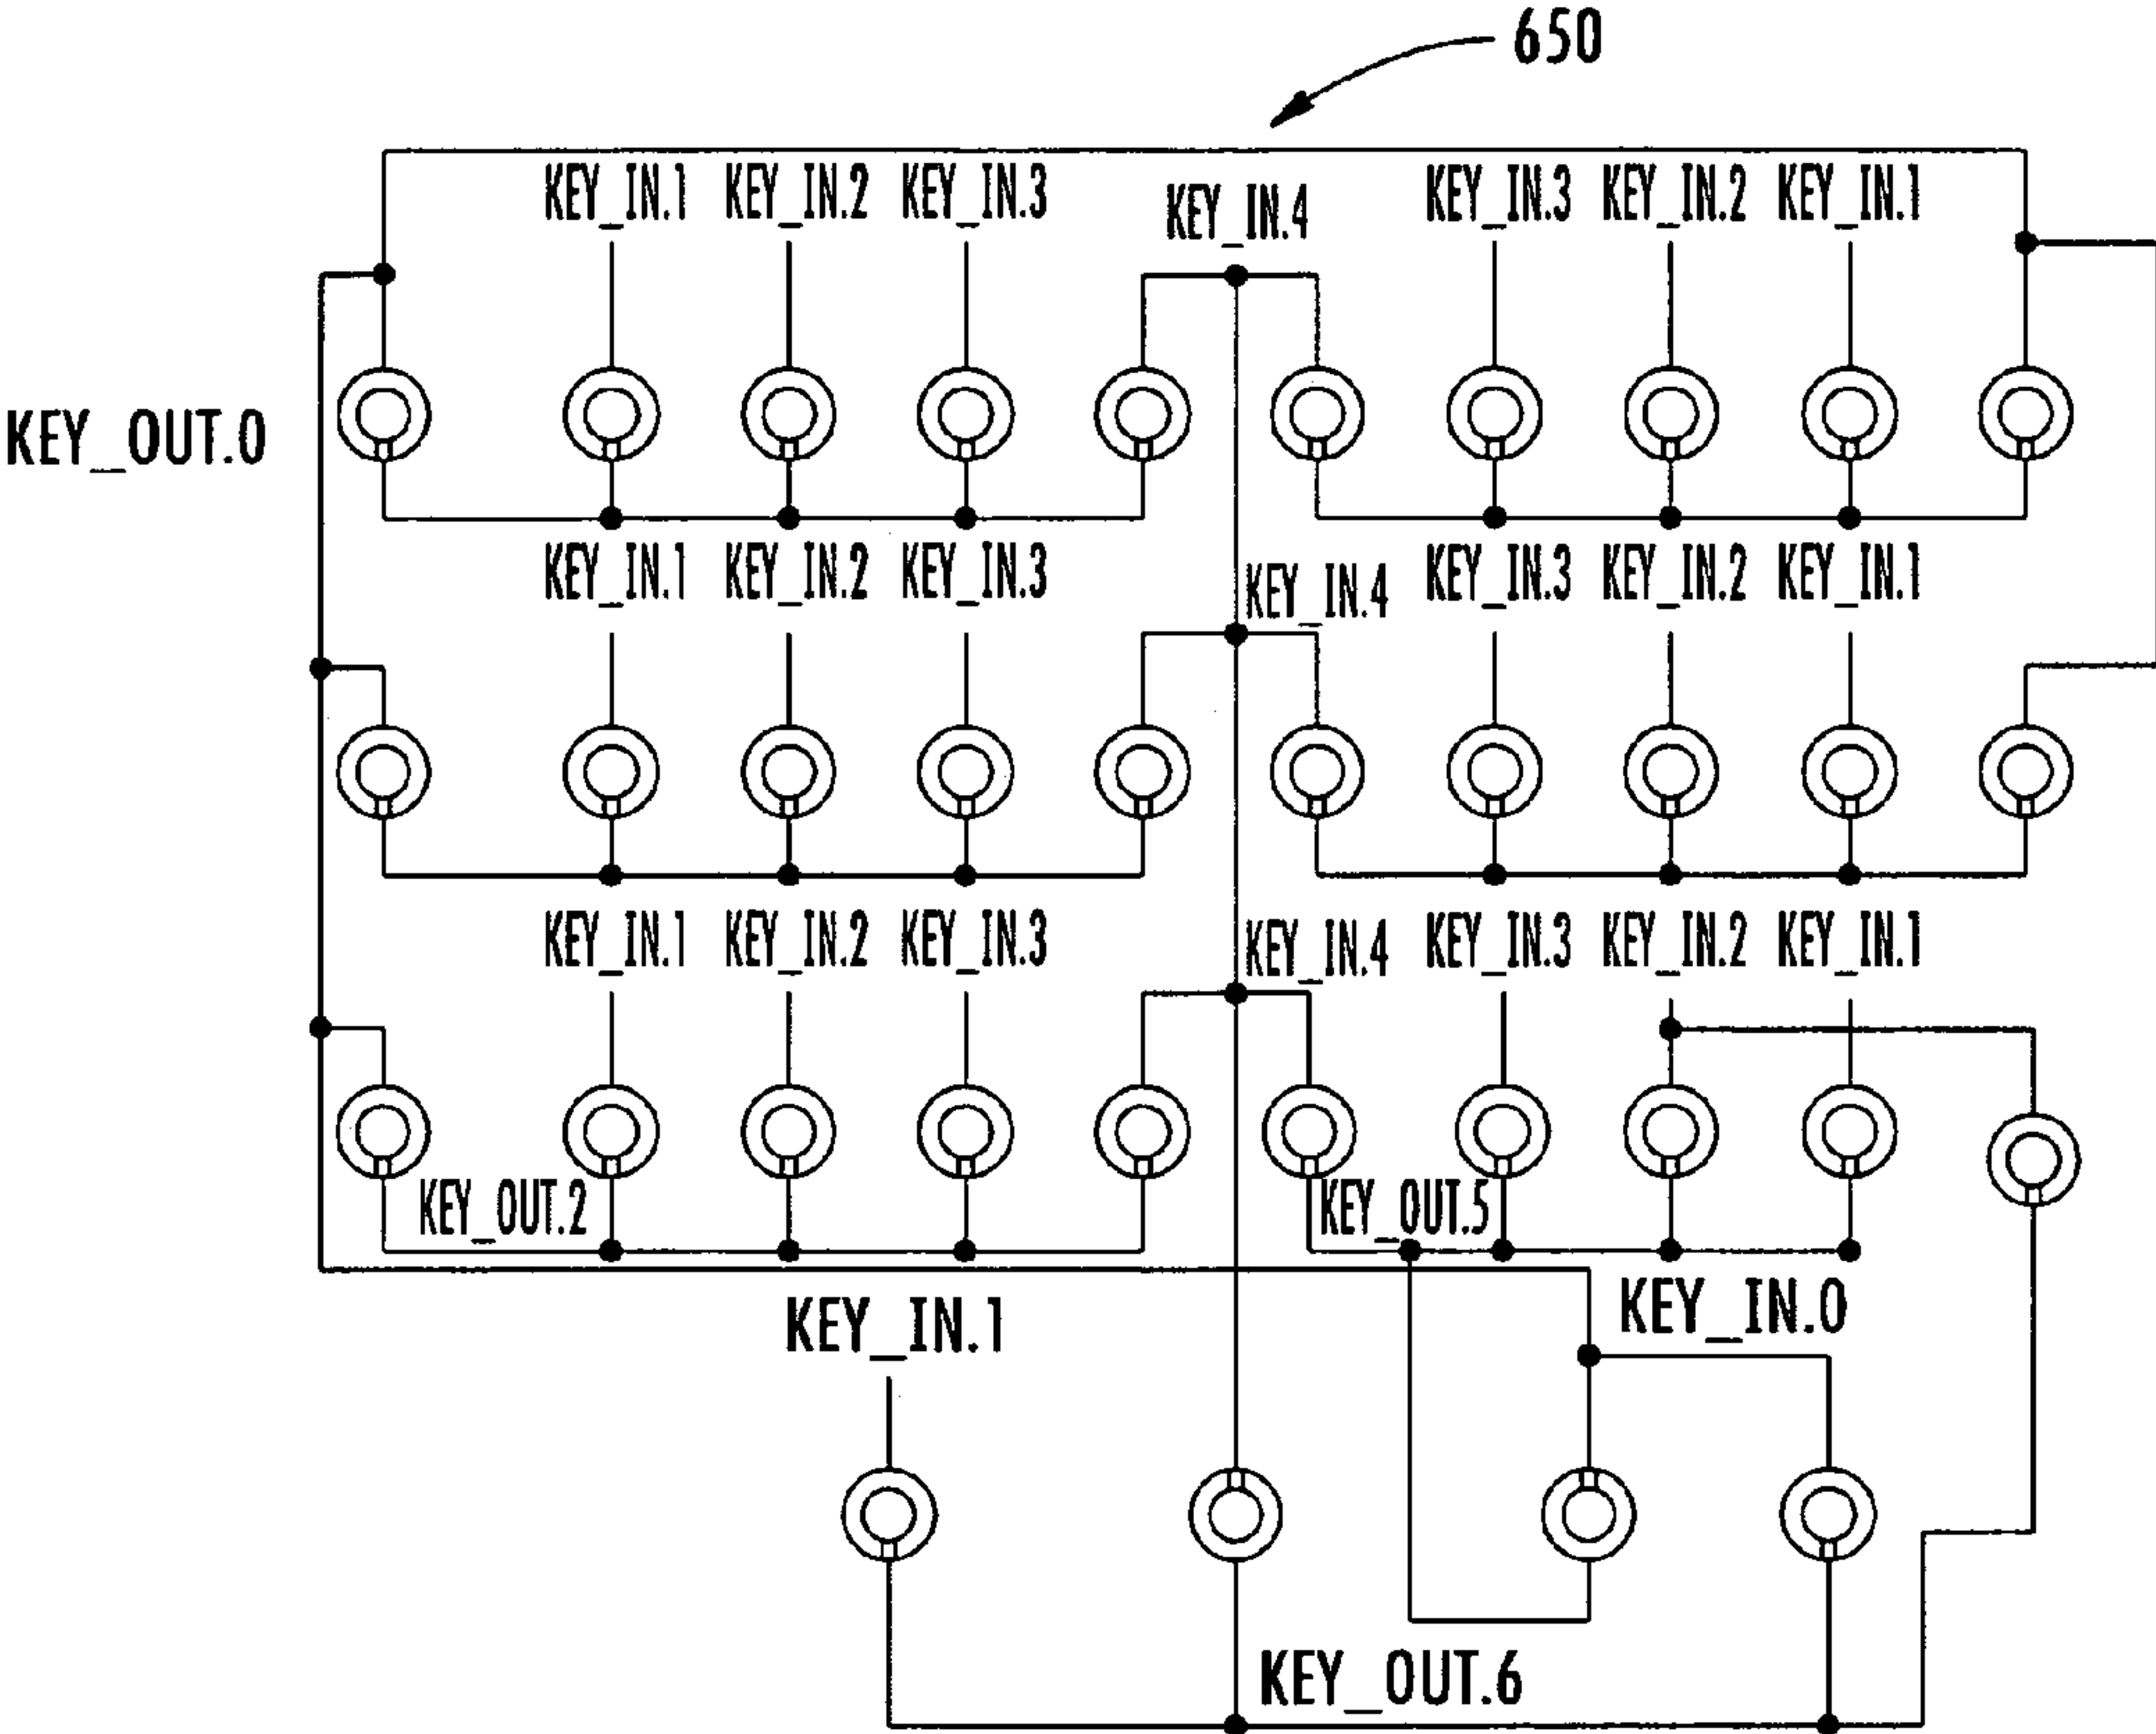 650
KEY_IN.1 KEY_IN.2 KEY_IN.3 KEY_IN.4 KEY_IN.3 KEY_IN.2 KEY_IN.1
KEY_OUT.0
KEY_IN.1 KEY_IN.2 KEY_IN.3 KEY_IN.4 KEY_IN.3 KEY_IN.2 KEY_IN.1
KEY_IN.1 KEY_IN.2 KEY_IN.3 KEY_IN.4 KEY_IN.3 KEY_IN.2 KEY_IN.1
KEY_OUT.2 KEY_OUT.5
KEY_IN.1 KEY_IN.0
KEY_OUT.6